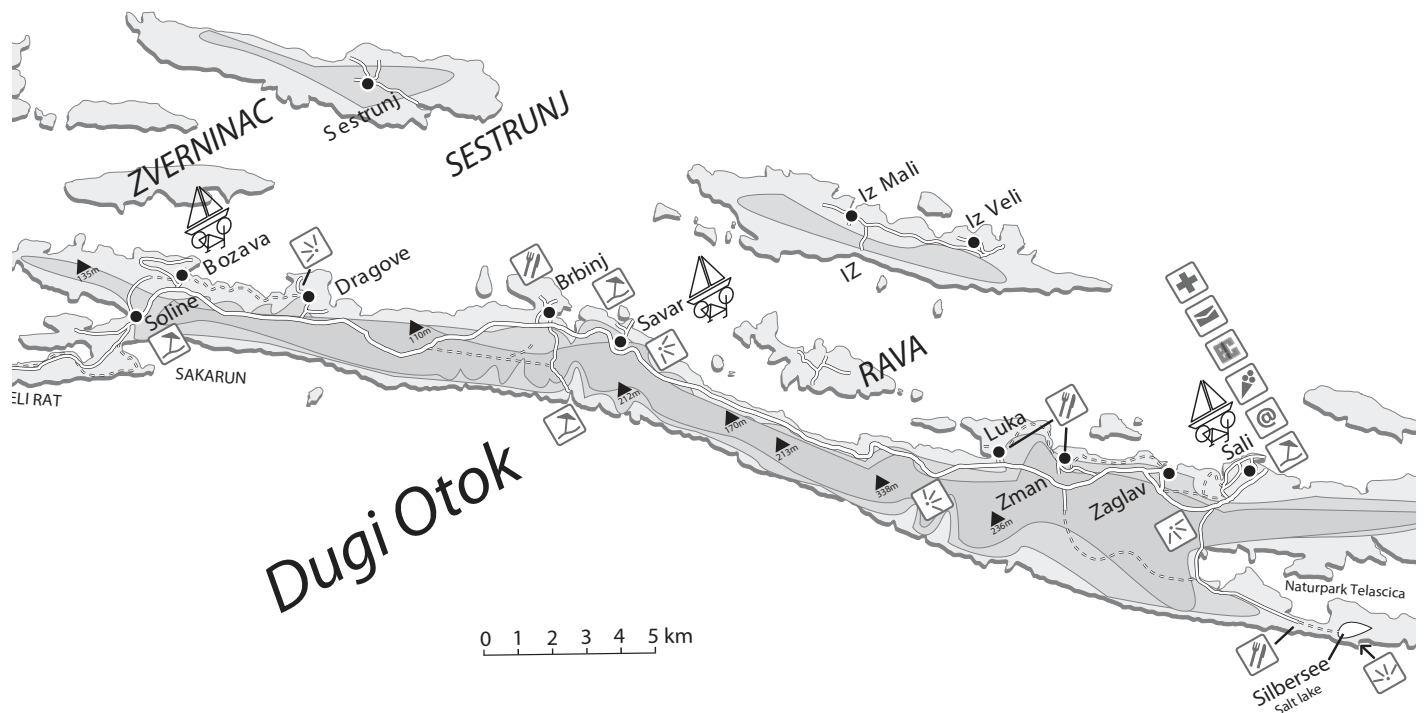 ZVERNINAC
Sestrunj
SESTRUNJ
Iz Mali
Iz Veli
IZ
135m
Bozava
Dragove
Brbinj
Soline
Savar
110m
SAKARUN
ELI RAT
RAVA
212m
170m
213m
338m
236m
Luka
Zman
Zaglav
Sali
@
Dugi Otok
Naturpark Telascica
0 1 2 3 4 5 km
Silbersee
Salt lake